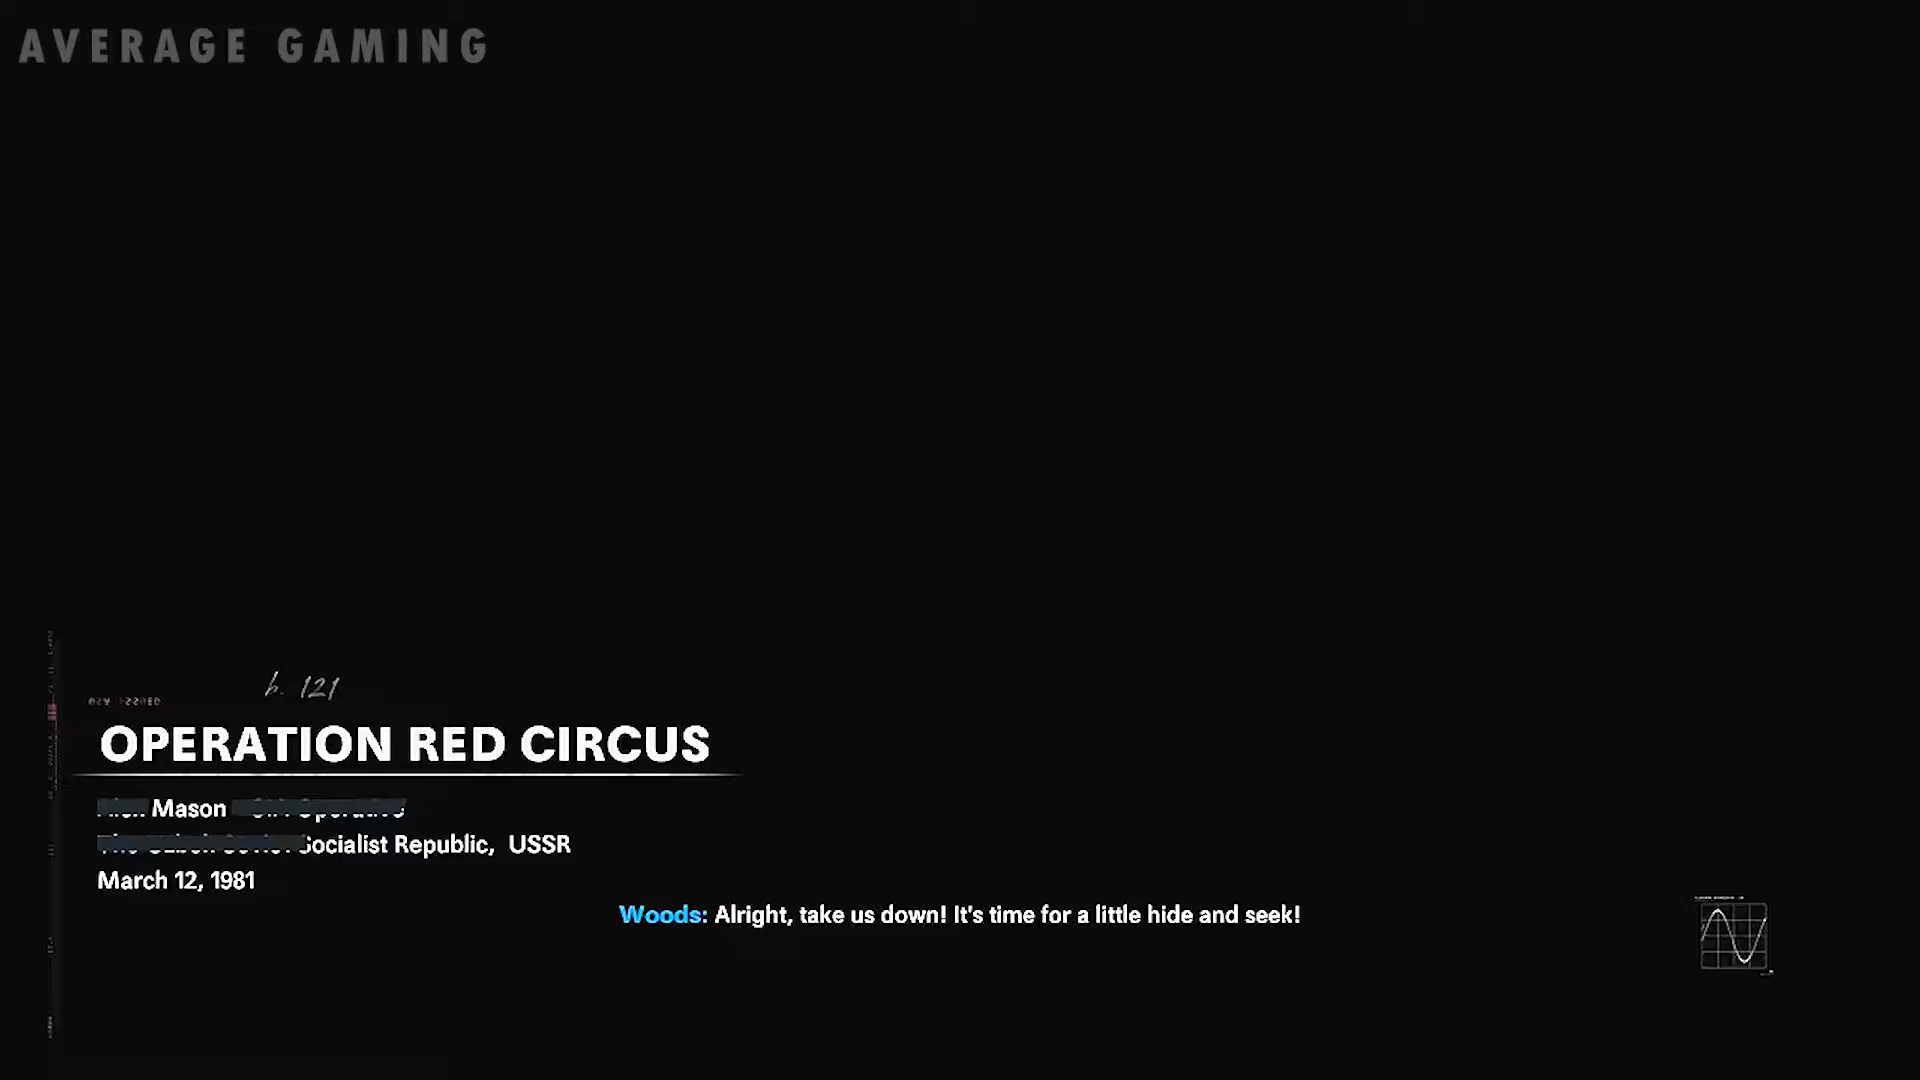 AVERAGE GAMING
b. 121
OPERATION RED CIRCUS
Mason
Socialist Republic, USSR
March 12, 1981
Woods: Alright, take us down! It's time for a little hide and seek!